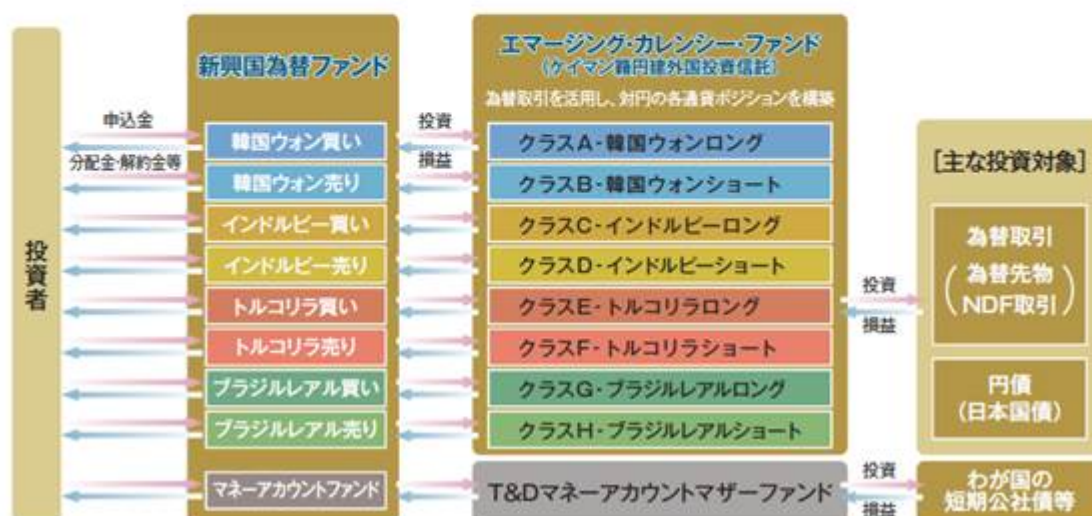 投資者
申込金
分配金・解約金等
新興国為替ファンド
韓国ウォン買い
韓国ウォン売り
インドルピー買い
インドルピー売り
トルコリラ買い
トルコリラ売り
ブラジルレアル買い
ブラジルレアル売り
マネーアカウントファンド
投資
損益
エマージング・カレンシー・ファンド
(ケイマン籍円建外国投資信託)
為替取引を活用し、対円の各通貨ポジションを構築
クラスA-韓国ウォンロング
クラスB-韓国ウォンショート
クラスC-インドルピーロング
クラスD-インドルピーショート
クラスE-トルコリラロング
クラスF-トルコリラショート
クラスG-ブラジルレアルロング
クラスH-ブラジルレアルショート
T&Dマネーアカウントマザーファンド
投資
損益
[主な投資対象]
為替取引
(為替先物
NDF取引)
円債
(日本国債)
投資
損益
わが国の
短期公社債等